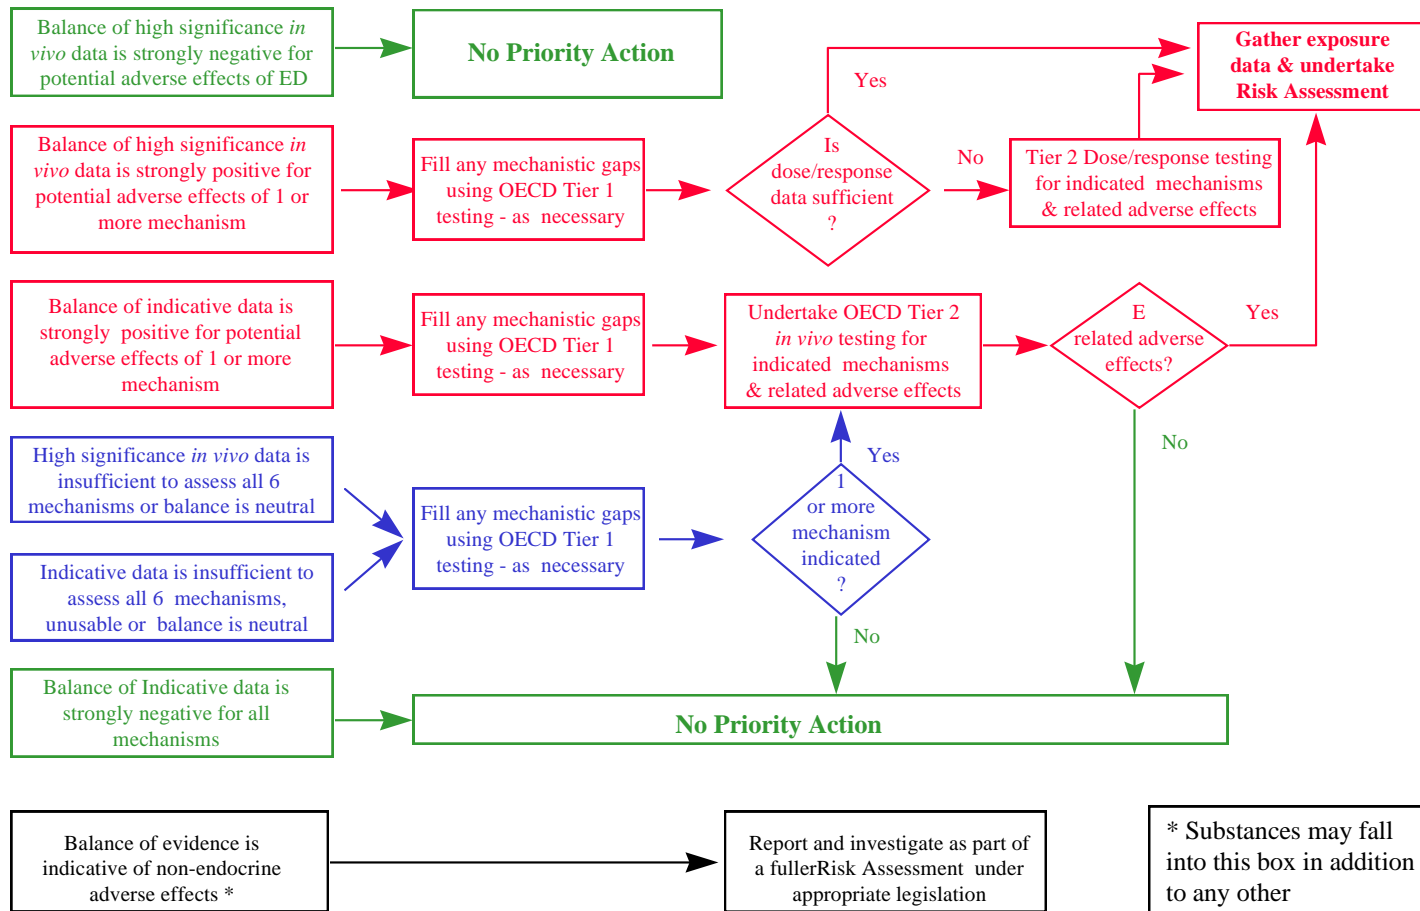 Balance of high significance in
vivo data is strongly negative for
potential adverse effects of ED
No Priority Action
Gather exposure
data & undertake
Risk Assessment
Yes
Balance of high significance in
vivo data is strongly positive for
potential adverse effects of 1 or
more mechanism
Fill any mechanistic gaps
using OECD Tier 1
testing - as necessary
Is
dose/response
data sufficient
?
No
Tier 2 Dose/response testing
for indicated mechanisms
& related adverse effects
Balance of indicative data is
strongly positive for potential
adverse effects of 1 or more
mechanism
Fill any mechanistic gaps
using OECD Tier 1
testing - as necessary
Undertake OECD Tier 2
in vivo testing for
indicated mechanisms
& related adverse effects
E
related adverse
effects?
Yes
No
High significance in vivo data is
insufficient to assess all 6
mechanisms or balance is neutral
Indicative data is insufficient to
assess all 6 mechanisms,
unusable or balance is neutral
Fill any mechanistic gaps
using OECD Tier 1
testing - as necessary
Yes
1
or more
mechanism
indicated
?
No
Balance of Indicative data is
strongly negative for all
mechanisms
No Priority Action
Balance of evidence is
indicative of non-endocrine
adverse effects *
Report and investigate as part of
a fullerRisk Assessment under
appropriate legislation
* Substances may fall
into this box in addition
to any other